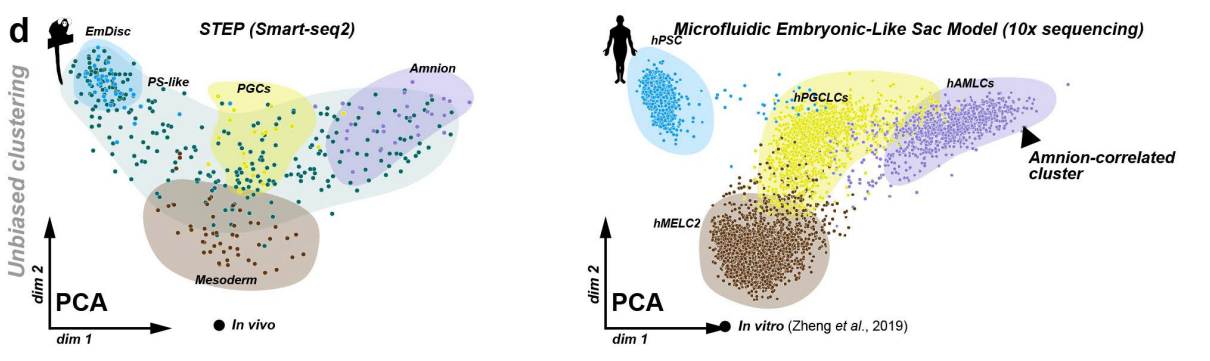 d
STEP (Smart-seq2)
EmDisc
PS-like
PGCs
Amnion
Unbiased clustering
Mesoderm
dim 2
PCA
dim 1
In vivo
Microfluidic Embryonic-Like Sac Model (10x sequencing)
hPSC
hPGCLCs
hAMLCs
Amnion-correlated
cluster
hMELC2
dim 2
PCA
dim 1
In vitro (Zheng et al., 2019)